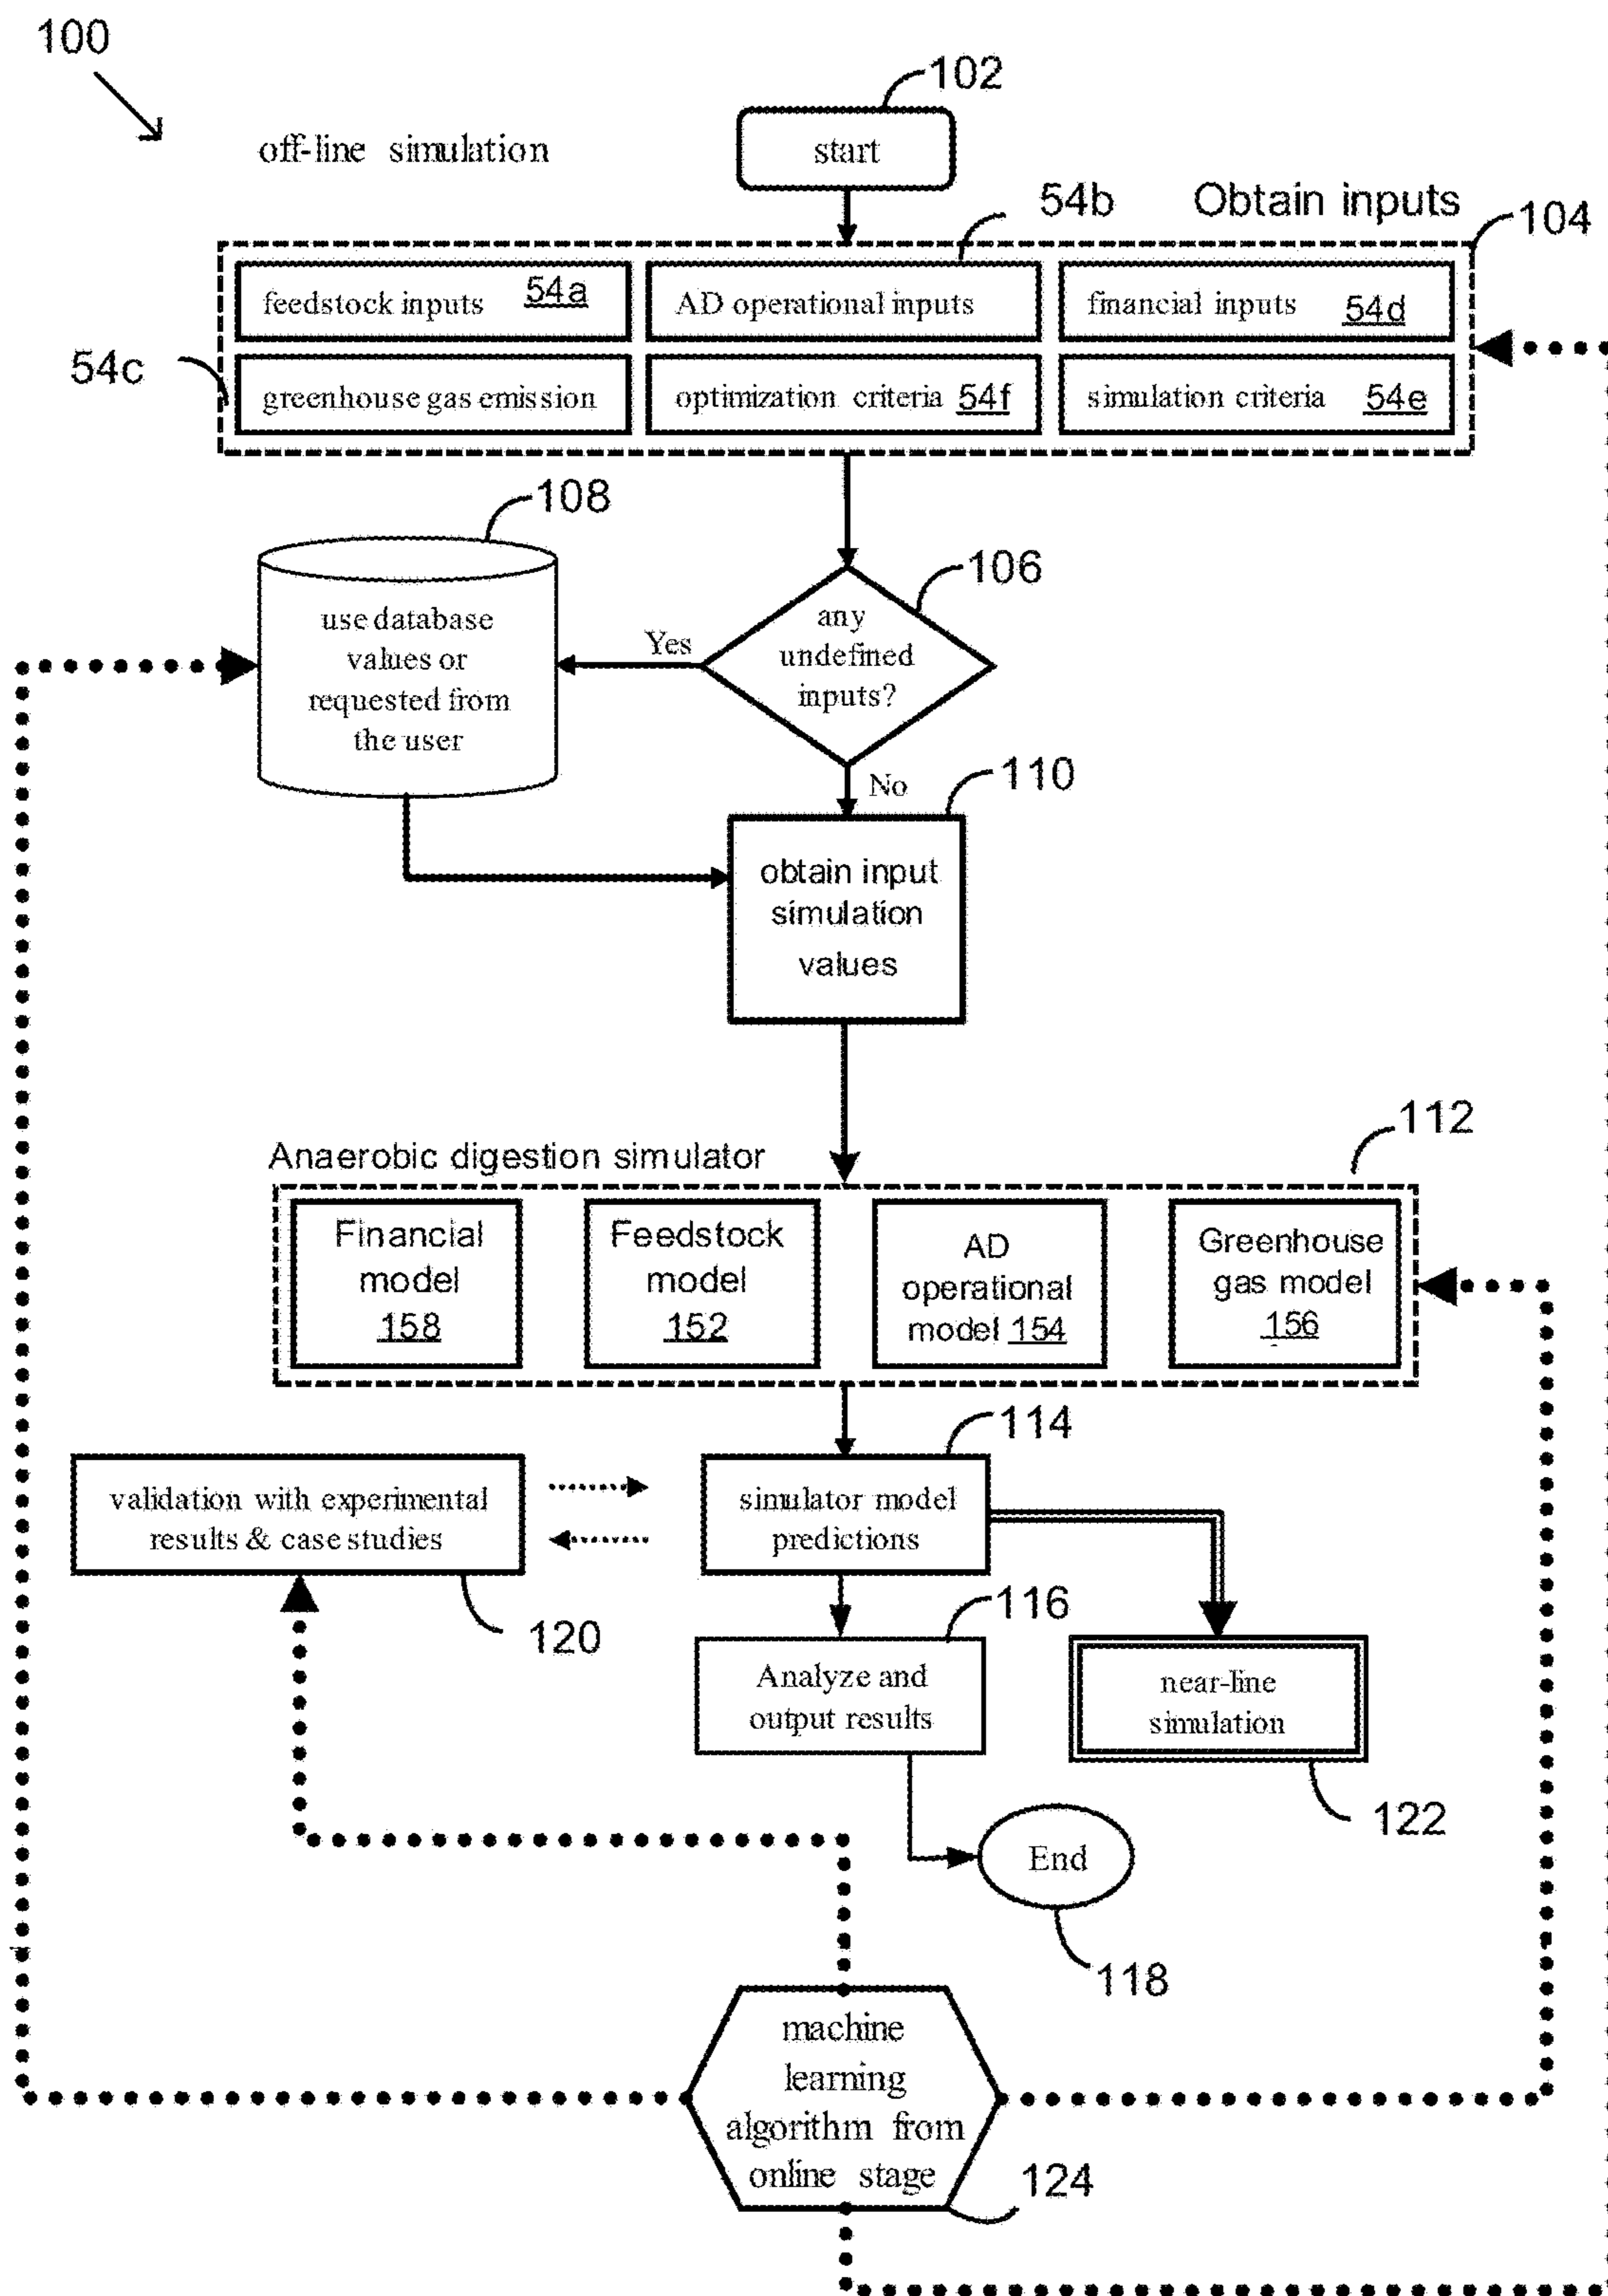 100
102
off-line simulation
start
54b
Obtain inputs
104
feedstock inputs 54a
AD operational inputs
financial inputs 54d
54c
greenhouse gas emission
optimization criteria 54f
simulation criteria 54e
108
106
use database
values or
requested from
the user
Yes
any
undefined
inputs?
No
110
obtain input
simulation
values
112
Anaerobic digestion simulator
Financial
model
158
Feedstock
model
152
AD
operational
model 154
Greenhouse
gas model
156
114
validation with experimental
results & case studies
simulator model
predictions
120
116
Analyze and
output results
near-line
simulation
122
End
118
machine
learning
algorithm from
online stage
124